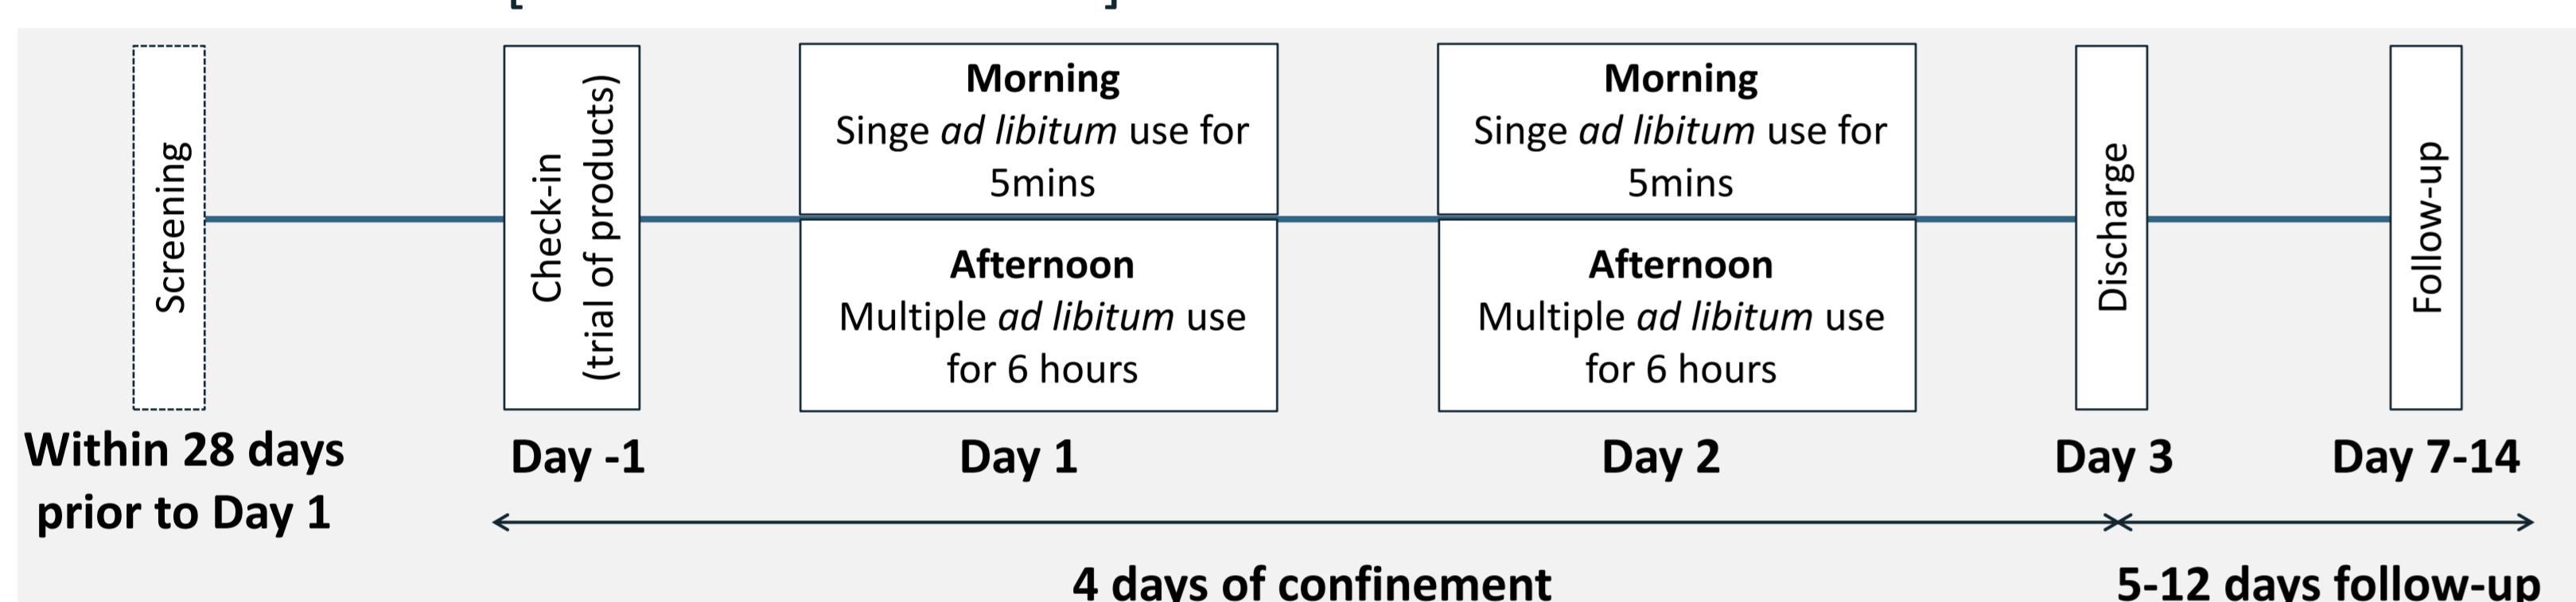 [ ]
Screening
Check-in
(trial of products)
Morning
Singe ad libitum use for
5mins
Afternoon
Multiple ad libitum use
for 6 hours
Morning
Singe ad libitum use for
5mins
Afternoon
Multiple ad libitum use
for 6 hours
Discharge
Follow-up
Within 28 days
prior to Day 1
Day -1
Day 1
Day 2
Day 3
Day 7-14
4 days of confinement
5-12 days follow-up